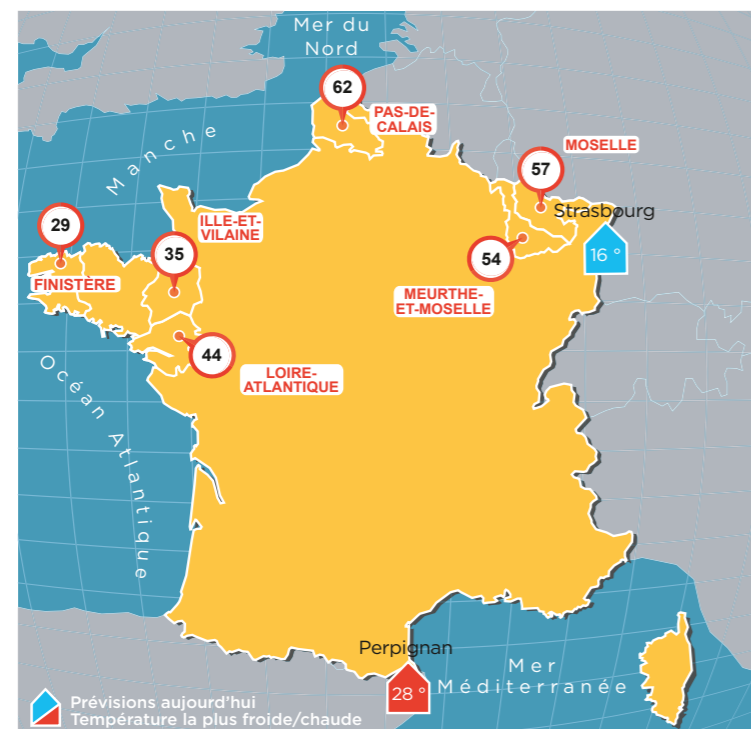 Mer du
Nord
62
PAS-DE-
CALAIS
Manche
MOSELLE
57
Strasbourg
16 °
29
FINISTÈRE
ILLE-ET-
VILAINE
35
54
MEURTHE-
ET-MOSELLE
44
LOIRE-
ATLANTIQUE
Océan Atlantique
Perpignan
28 °
Mer
Méditerranée
Prévisions aujourd'hui
Température la plus froide/chaude